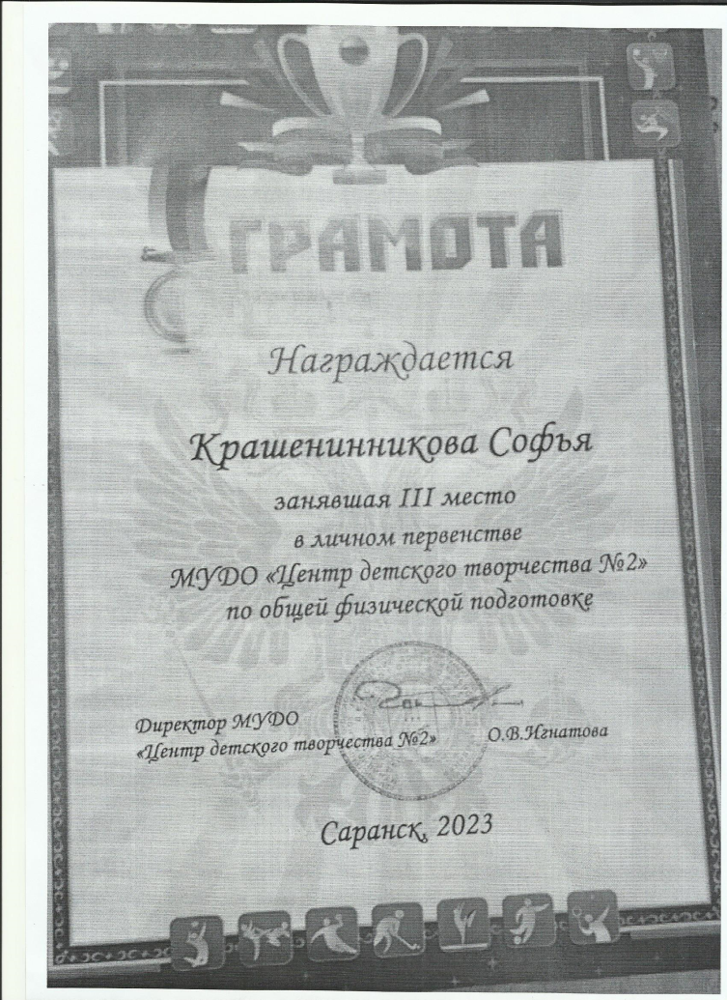 ГРАМОТА
Награждается
Крашенинникова Софья
занявшая III место
в личном первенстве
МУДО «Центр детского творчества №2»
по общей физической подготовке
Директор МУДО
«Центр детского творчества №2»
О.В.Игнатова
Саранск, 2023